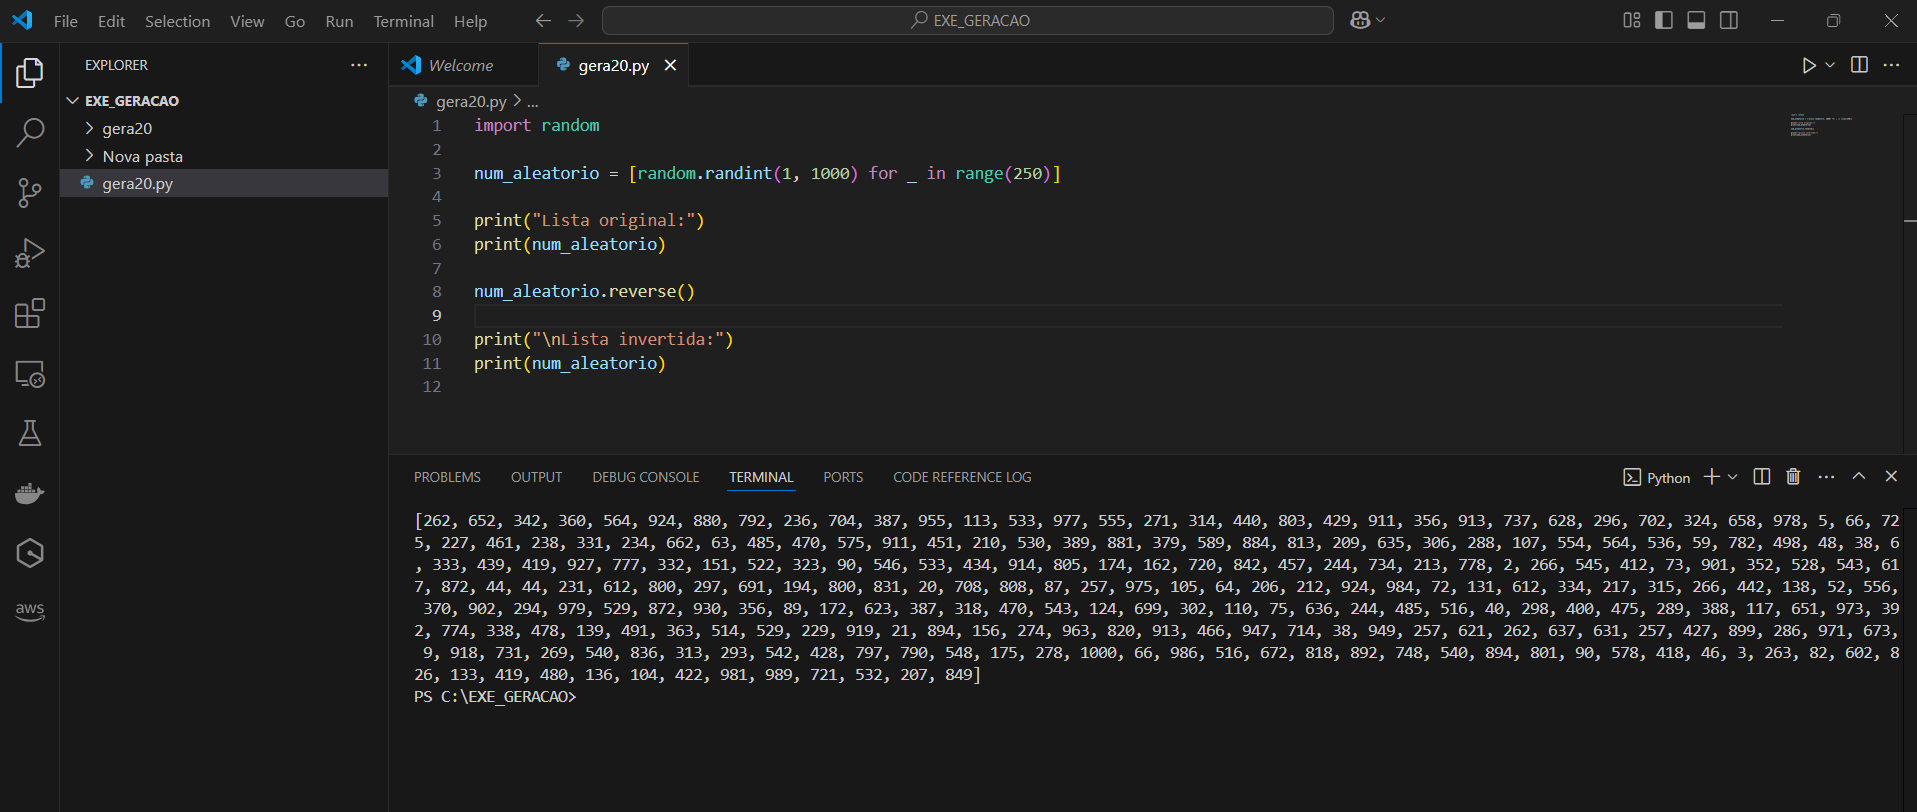 File Edit Selection View Go Run Terminal Help
EXE_GERACAO
EXPLORER
EXE_GERACAO
gera20
Nova pasta
gera20.py
aws
Welcome
gera20.py
gera20.py > ...
1 import random
2
3 num_aleatorio = [random.randint(1, 1000) for _ in range(250)]
4
5 print("Lista original:")
6 print(num_aleatorio)
7
8 num_aleatorio.reverse()
9
10 print("\nLista invertida:")
11 print(num_aleatorio)
12
PROBLEMS OUTPUT DEBUG CONSOLE TERMINAL PORTS CODE REFERENCE LOG
Python
[262, 652, 342, 360, 564, 924, 880, 792, 236, 704, 387, 955, 113, 533, 977, 555, 271, 314, 440, 803, 429, 911, 356, 913, 737, 628, 296, 702, 324, 658, 978, 5, 66, 72
5, 227, 461, 238, 331, 234, 662, 63, 485, 470, 575, 911, 451, 210, 530, 389, 881, 379, 589, 884, 813, 209, 635, 306, 288, 107, 554, 564, 536, 59, 782, 498, 48, 38, 6
, 333, 439, 419, 927, 777, 332, 151, 522, 323, 90, 546, 533, 434, 914, 805, 174, 162, 720, 842, 457, 244, 734, 213, 778, 2, 266, 545, 412, 73, 901, 352, 528, 543, 61
7, 872, 44, 44, 231, 612, 800, 297, 691, 194, 800, 831, 20, 708, 808, 87, 257, 975, 105, 64, 206, 212, 924, 984, 72, 131, 612, 334, 217, 315, 266, 442, 138, 52, 556,
370, 902, 294, 979, 529, 872, 930, 356, 89, 172, 623, 387, 318, 470, 543, 124, 699, 302, 110, 75, 636, 244, 485, 516, 40, 298, 400, 475, 289, 388, 117, 651, 973, 39
2, 774, 338, 478, 139, 491, 363, 514, 529, 229, 919, 21, 894, 156, 274, 963, 820, 913, 466, 947, 714, 38, 949, 257, 621, 262, 637, 631, 257, 427, 899, 286, 971, 673,
9, 918, 731, 269, 540, 836, 313, 293, 542, 428, 797, 790, 548, 175, 278, 1000, 66, 986, 516, 672, 818, 892, 748, 540, 894, 801, 90, 578, 418, 46, 3, 263, 82, 602, 8
26, 133, 419, 480, 136, 104, 422, 981, 989, 721, 532, 207, 849]
PS C:\EXE_GERACAO>